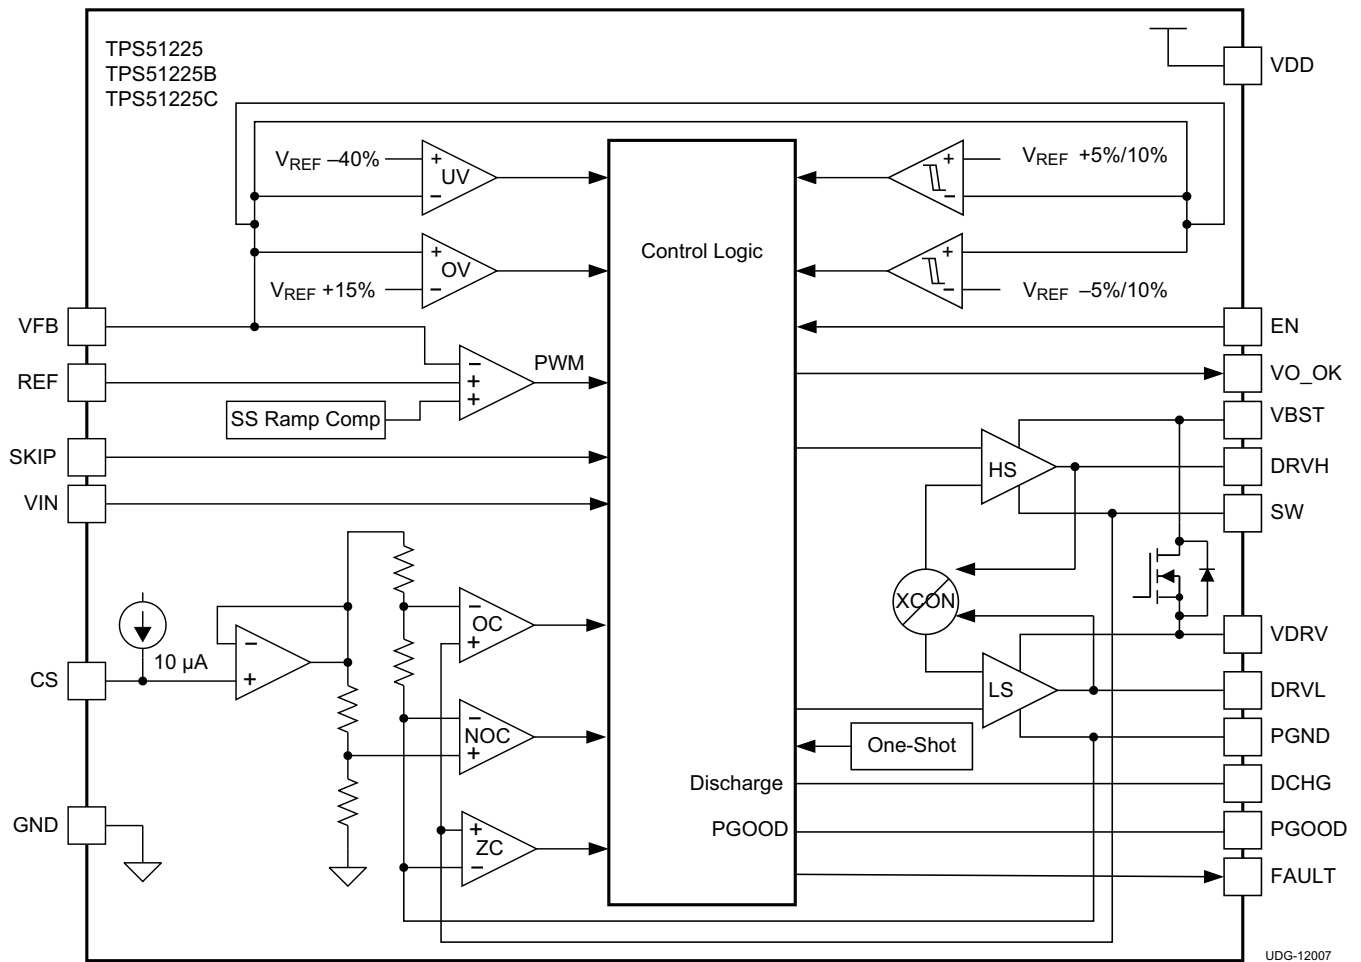 TPS51225
TPS51225B
TPS51225C
VDD
VREF –40%
+
UV
–
+
VREF +5%/10%
–
+
OV
–
VREF +15%
Control Logic
+
–
VREF –5%/10%
VFB
EN
REF
–
+
+
PWM
VO_OK
SS Ramp Comp
VBST
SKIP
HS
DRVH
VIN
SW
XCON
–
OC
+
10 µA
–
+
CS
VDRV
LS
DRVL
–
NOC
+
One-Shot
PGND
Discharge
DCHG
GND
+
ZC
–
PGOOD
PGOOD
FAULT
UDG-12007